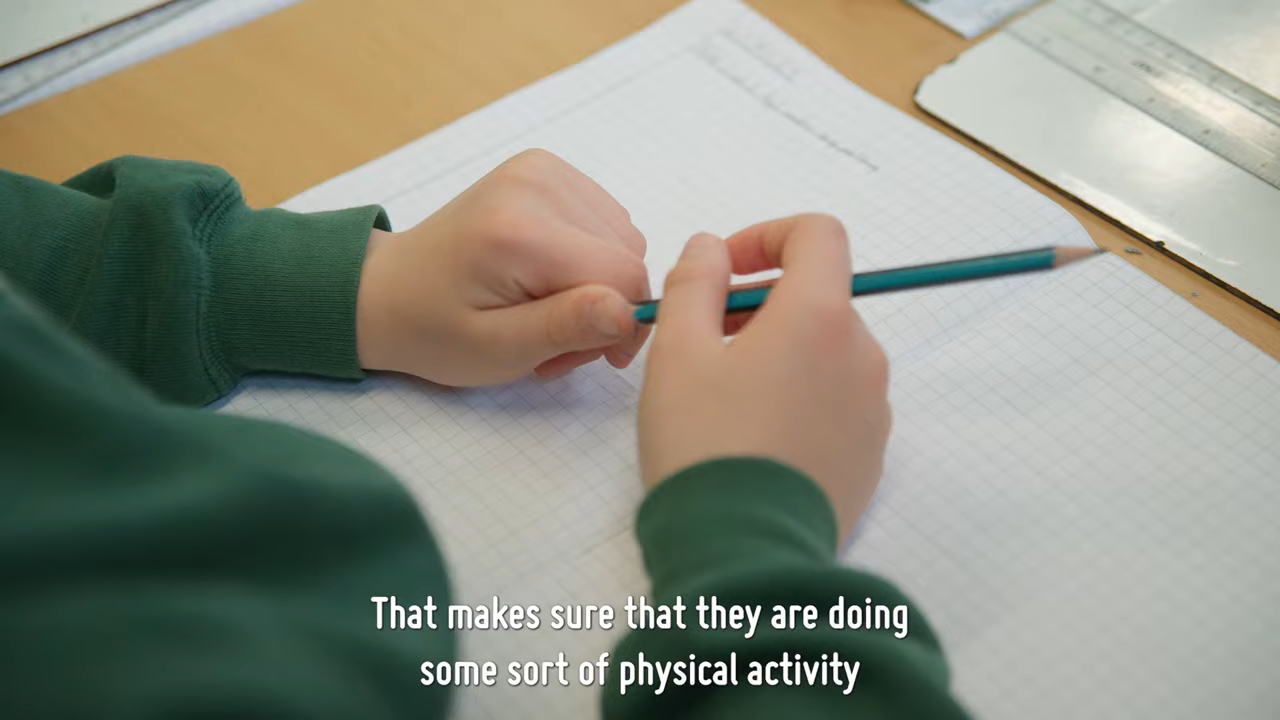 That makes sure that they are doing
some sort of physical activity